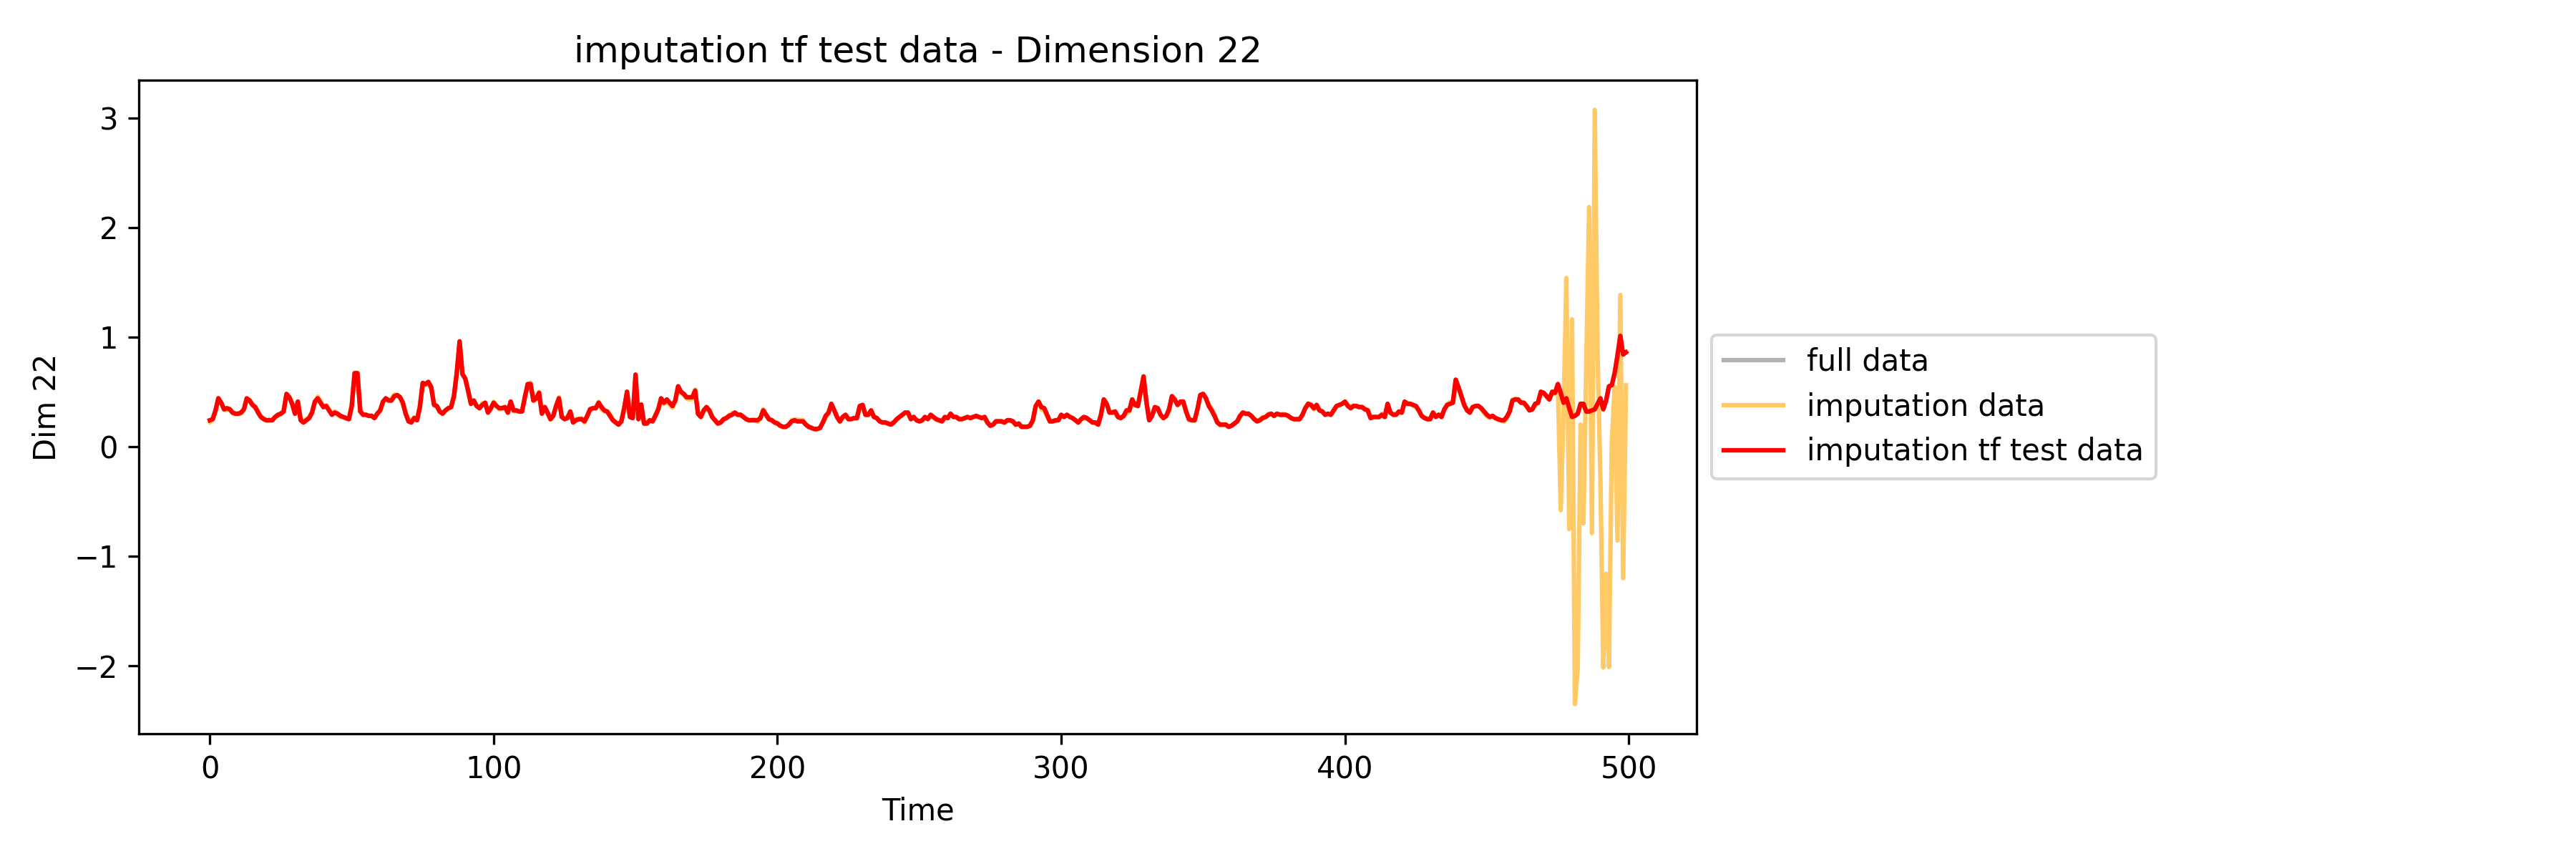 imputation tf test data - Dimension 22
3
2
1
0
−1
−2
Dim 22
0
100
200
300
400
500
Time
full data
imputation data
imputation tf test data